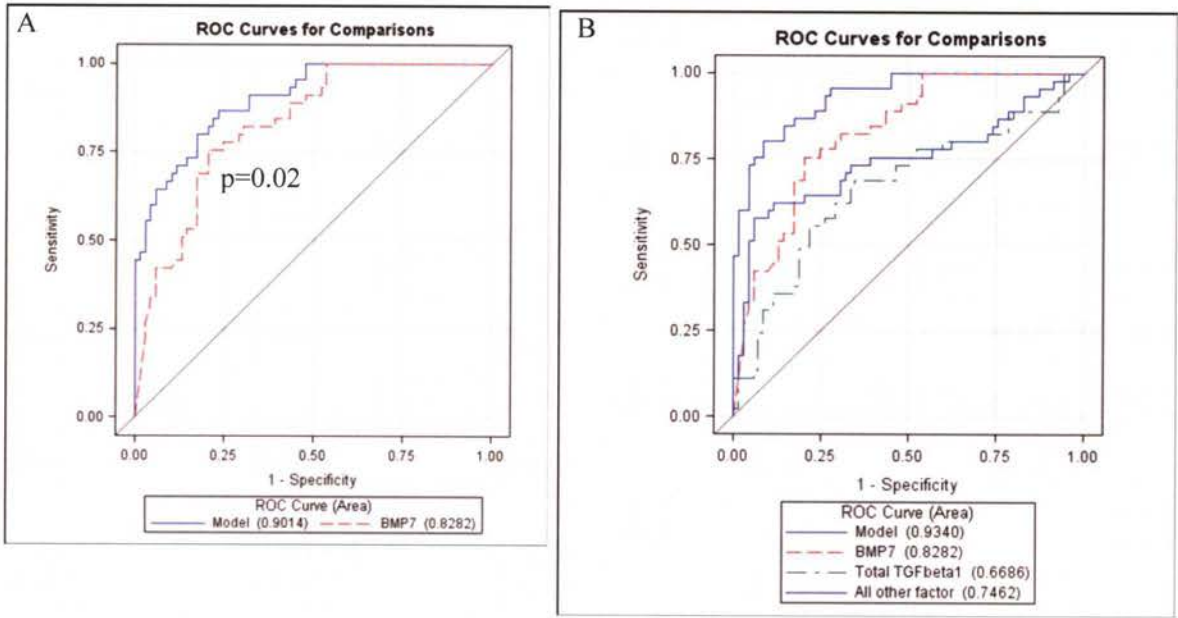 A
ROC Curves for Comparisons
1.00
0.75
0.50
0.25
0.00
Sensitivity
p=0.02
0.00 0.25 0.50 0.75 1.00
1 - Specificity
ROC Curve (Area)
Model (0.9014) BMP7 (0.8282)
B
ROC Curves for Comparisons
1.00
0.75
0.50
0.25
0.00
Sensitivity
0.00 0.25 0.50 0.75 1.00
1 - Specificity
ROC Curve (Area)
Model (0.9340)
BMP7 (0.8282)
Total TGFbeta1 (0.6686)
All other factor (0.7462)